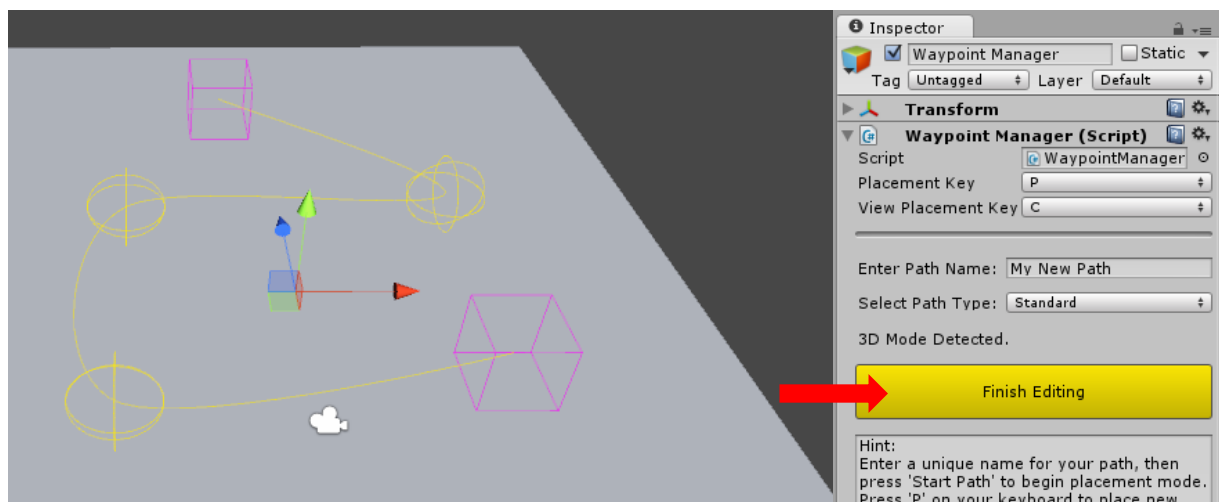 Inspector
Waypoint Manager Static
Tag Untagged Layer Default
Transform
Waypoint Manager (Script)
Script WaypointManager
Placement Key P
View Placement Key C
Enter Path Name: My New Path
Select Path Type: Standard
3D Mode Detected.
Finish Editing
Hint:
Enter a unique name for your path, then
press 'Start Path' to begin placement mode.
Press 'P' on your keyboard to place new